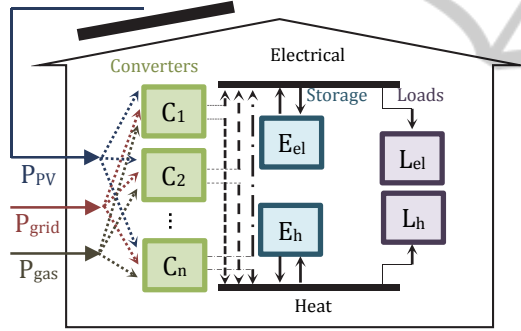 Electrical
Converters
Storage
Loads
C1
Eel
Lel
PPV
C2
Pgrid
Eh
Lh
Pgas
...
Cn
Heat